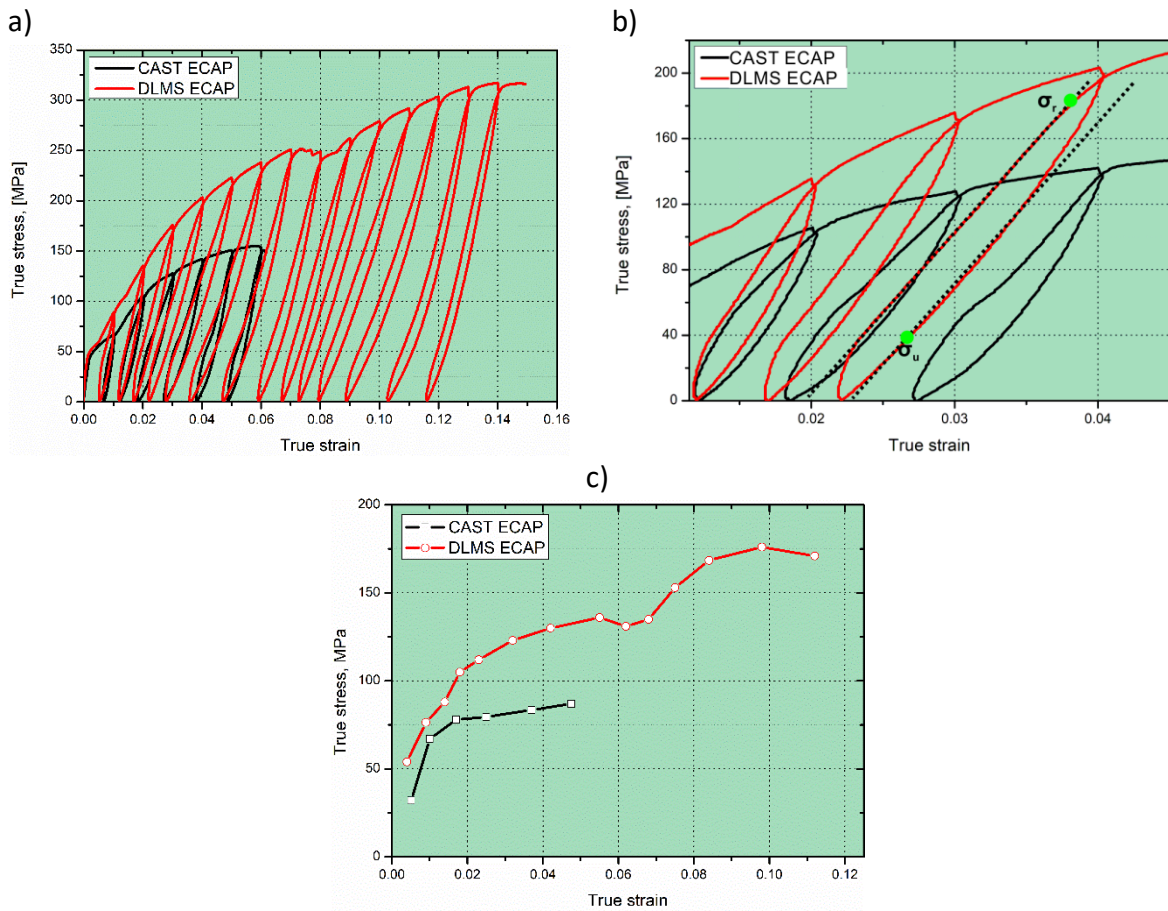 a)
b)
350
300
250
200
150
100
50
0
True stress, [MPa]
CAST ECAP
DLMS ECAP
0.00
0.02
0.04
0.06
0.08
0.10
0.12
0.14
0.16
True strain
200
160
120
80
40
0
True stress, [MPa]
CAST ECAP
DLMS ECAP
σr
σu
0.02
0.03
0.04
True strain
c)
200
150
100
50
0
True stress, MPa
CAST ECAP
DLMS ECAP
0.00
0.02
0.04
0.06
0.08
0.10
0.12
True strain